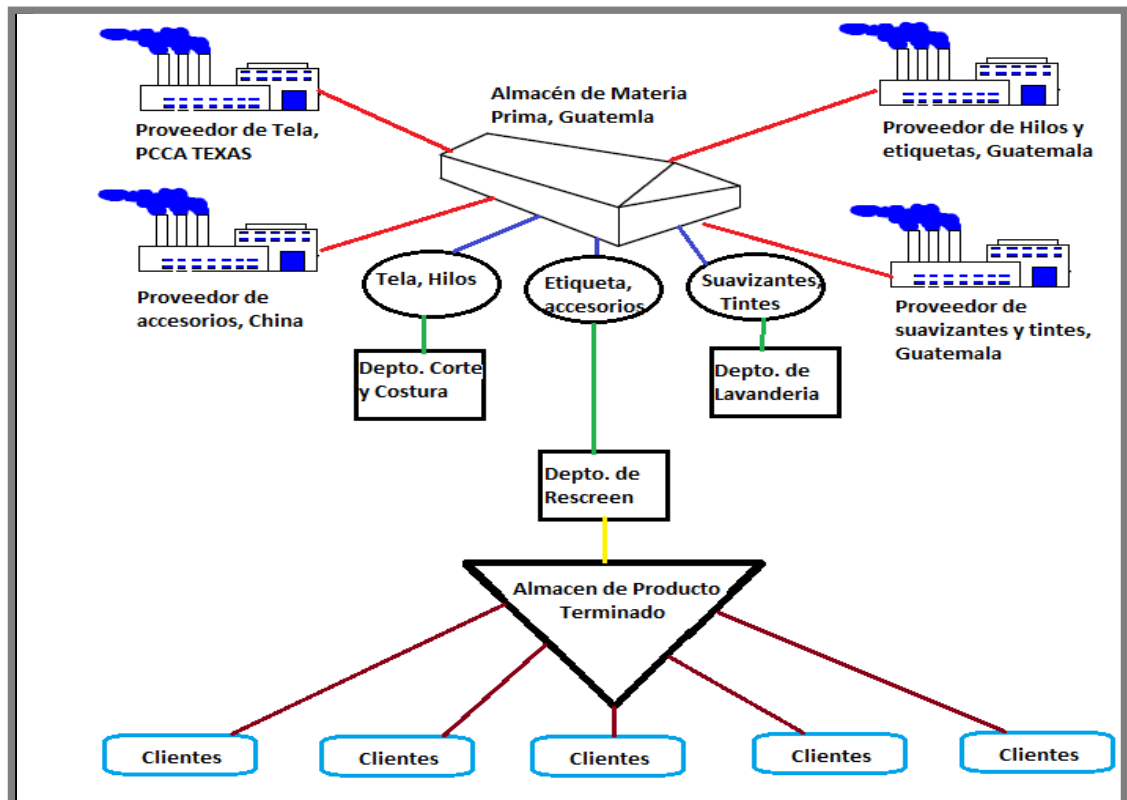 Almacén de Materia
Prima, Guatemla
Proveedor de Tela,
PCCA TEXAS
Proveedor de Hilos y
etiquetas, Guatemala
Proveedor de
accesorios, China
Tela, Hilos
Etiqueta,
accesorios
Suavizantes,
Tintes
Proveedor de
suavizantes y tintes,
Guatemala
Depto. Corte
y Costura
Depto. de
Lavanderia
Depto. de
Rescreen
Almacen de Producto
Terminado
Clientes
Clientes
Clientes
Clientes
Clientes